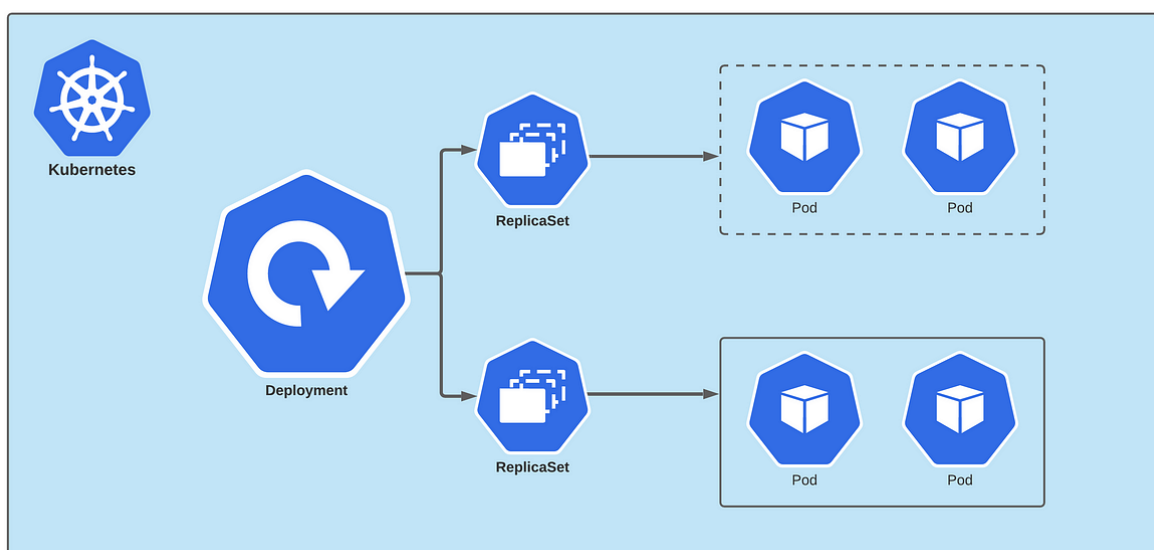 Kubernetes
Deployment
ReplicaSet
Pod
Pod
ReplicaSet
Pod
Pod